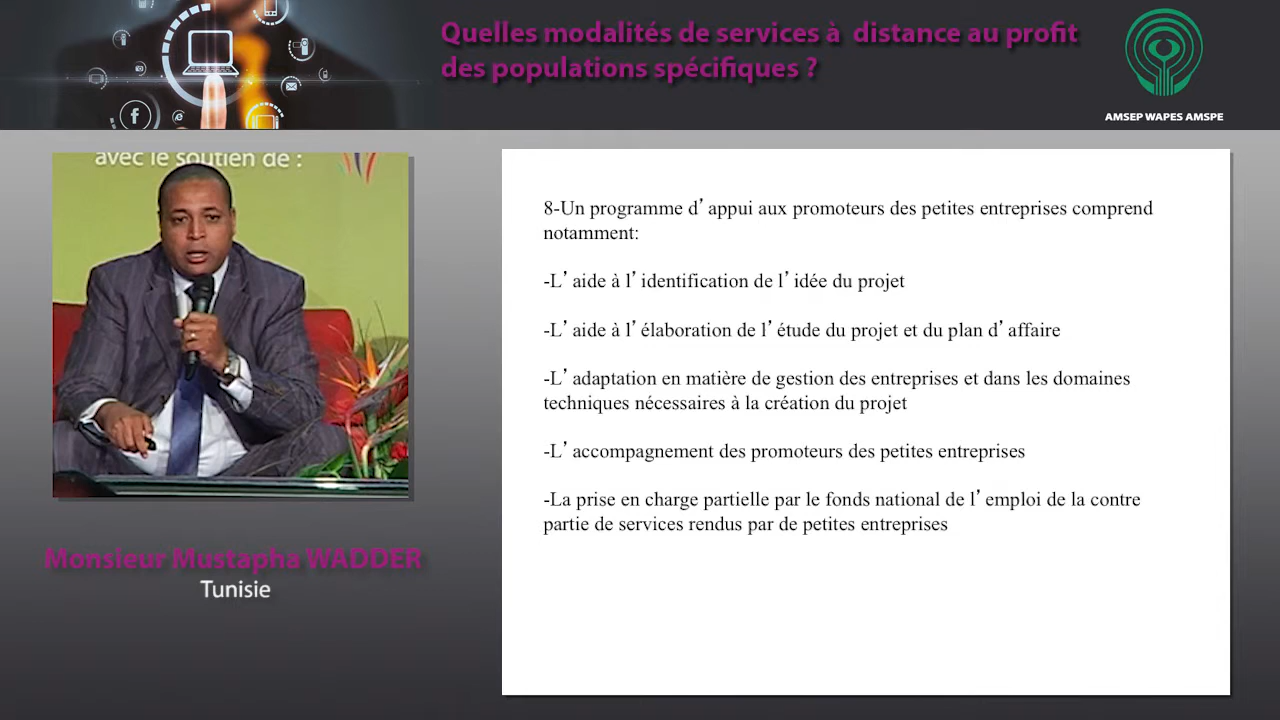 Quelles modalités de services à distance au profit
des populations spécifiques ?
AMSEP WAPES AMSPE
avec le soutien de :
8-Un programme d’appui aux promoteurs des petites entreprises comprend
notamment:
-L’aide à l’identification de l’idée du projet
-L’aide à l’élaboration de l’étude du projet et du plan d’affaire
-L’adaptation en matière de gestion des entreprises et dans les domaines
techniques nécessaires à la création du projet
-L’accompagnement des promoteurs des petites entreprises
-La prise en charge partielle par le fonds national de l’emploi de la contre
partie de services rendus par de petites entreprises
Monsieur Mustapha WADDER
Tunisie